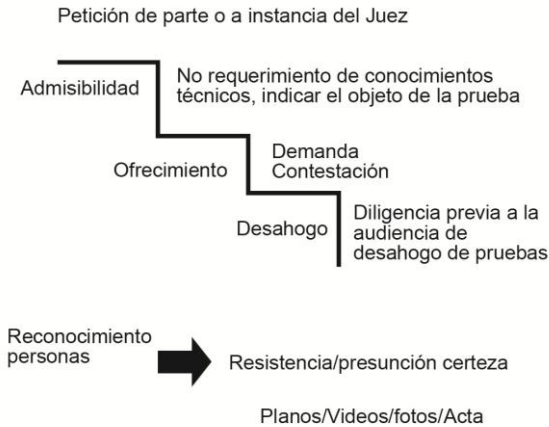 Petición de parte o a instancia del Juez
Admisibilidad
No requerimiento de conocimientos
técnicos, indicar el objeto de la prueba
Ofrecimiento
Demanda
Contestación
Desahogo
Diligencia previa a la
audiencia de
desahogo de pruebas
Reconocimiento
personas
Resistencia/presunción certeza
Planos/Videos/fotos/Acta